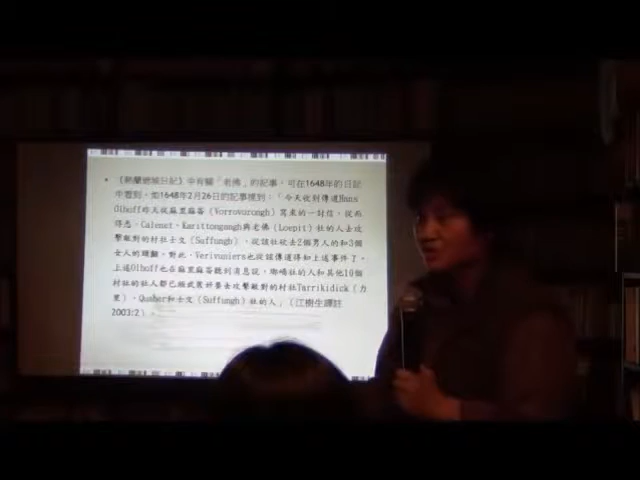 • 《熱蘭遮城日記》中有關「老佛」的記事，可在1648年的日記
中看到。如1648年2月26日的記事提到：「今天收到傳道Hans
Olhoff昨天從麻里麻崙(Vorrovorongh)寫來的一封信，從而
得悉，Calenet、Karittongangh與老佛(Loepit)社的人去攻
擊敵對的村社士文(Suffungh)，從該社砍去2個男人的和3個
女人的頭顱。對此，Verivuniers也從該傳道得知上述事件了。
上述Olhoff也在麻里麻崙聽到消息說，瑯嶠社的人和其他10個
村社的社人都已經武裝好要去攻擊敵對的村社Tarrikidick(力
里)、Quaber和士文(Suffungh)社的人」(江樹生譯註
2003:2)。